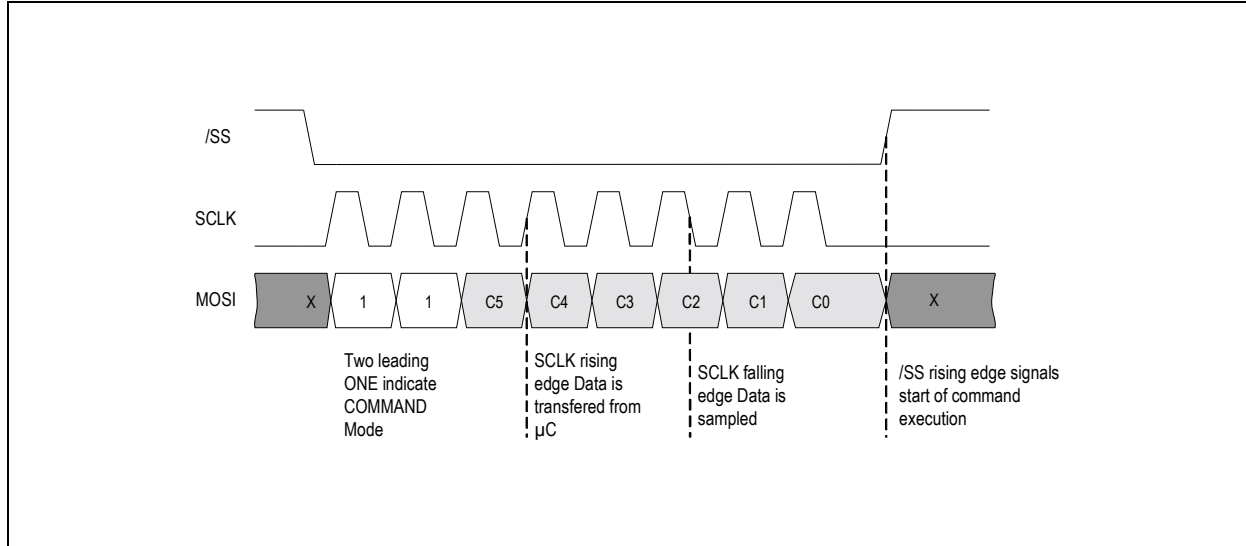 /SS
SCLK
MOSI X 1 1 C5 C4 C3 C2 C1 C0 X
Two leading
ONE indicate
COMMAND
Mode
SCLK rising
edge Data is
transfered from
µC
SCLK falling
edge Data is
sampled
/SS rising edge signals
start of command
execution